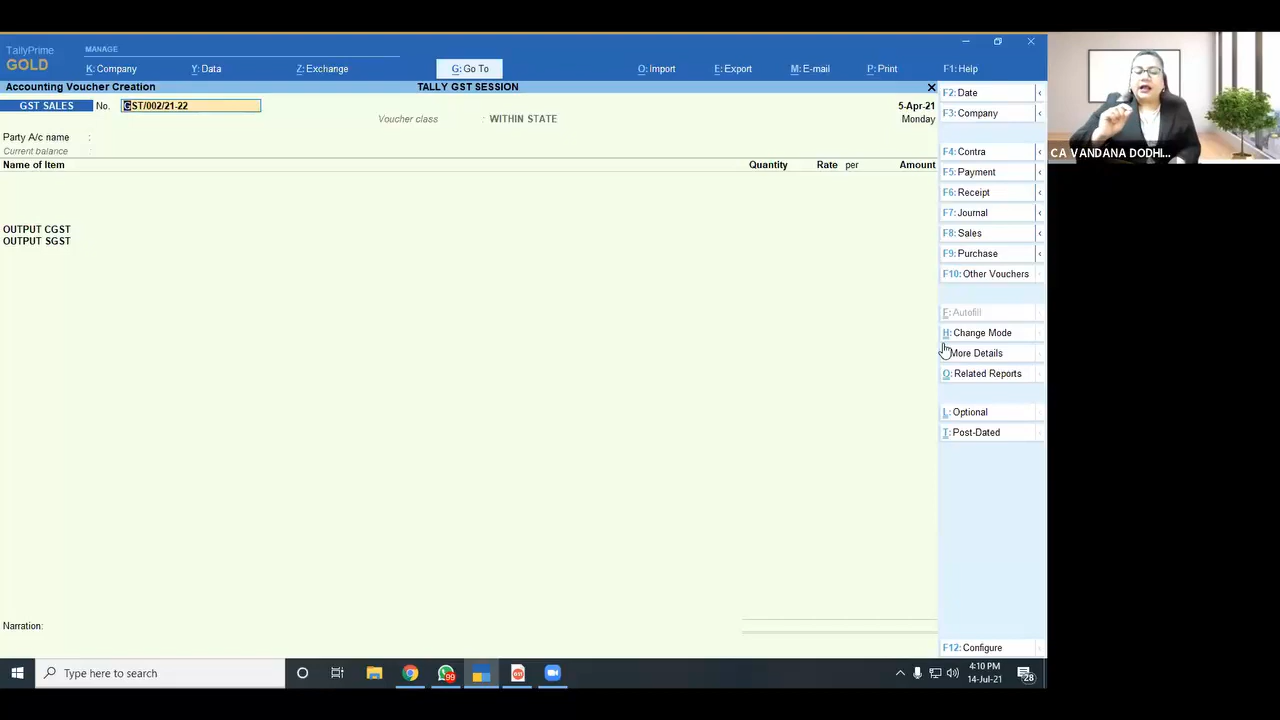 TallyPrime
GOLD
MANAGE
K: Company
Y: Data
Z: Exchange
G: Go To
O: Import
E: Export
M: E-mail
P: Print
F1: Help
Accounting Voucher Creation
TALLY GST SESSION
GST SALES
No.
GST/002/21-22
5-Apr-21
Voucher class : WITHIN STATE
Monday
Party A/c name :
Current balance :
Name of Item
Quantity
Rate
per
Amount
OUTPUT CGST
OUTPUT SGST
Narration:
F2: Date
F3: Company
F4: Contra
F5: Payment
F6: Receipt
F7: Journal
F8: Sales
F9: Purchase
F10: Other Vouchers
F: Autofill
H: Change Mode
More Details
O: Related Reports
L: Optional
T: Post-Dated
F12: Configure
CA VANDANA DODHI...
Type here to search
99
4:10 PM
14-Jul-21
28